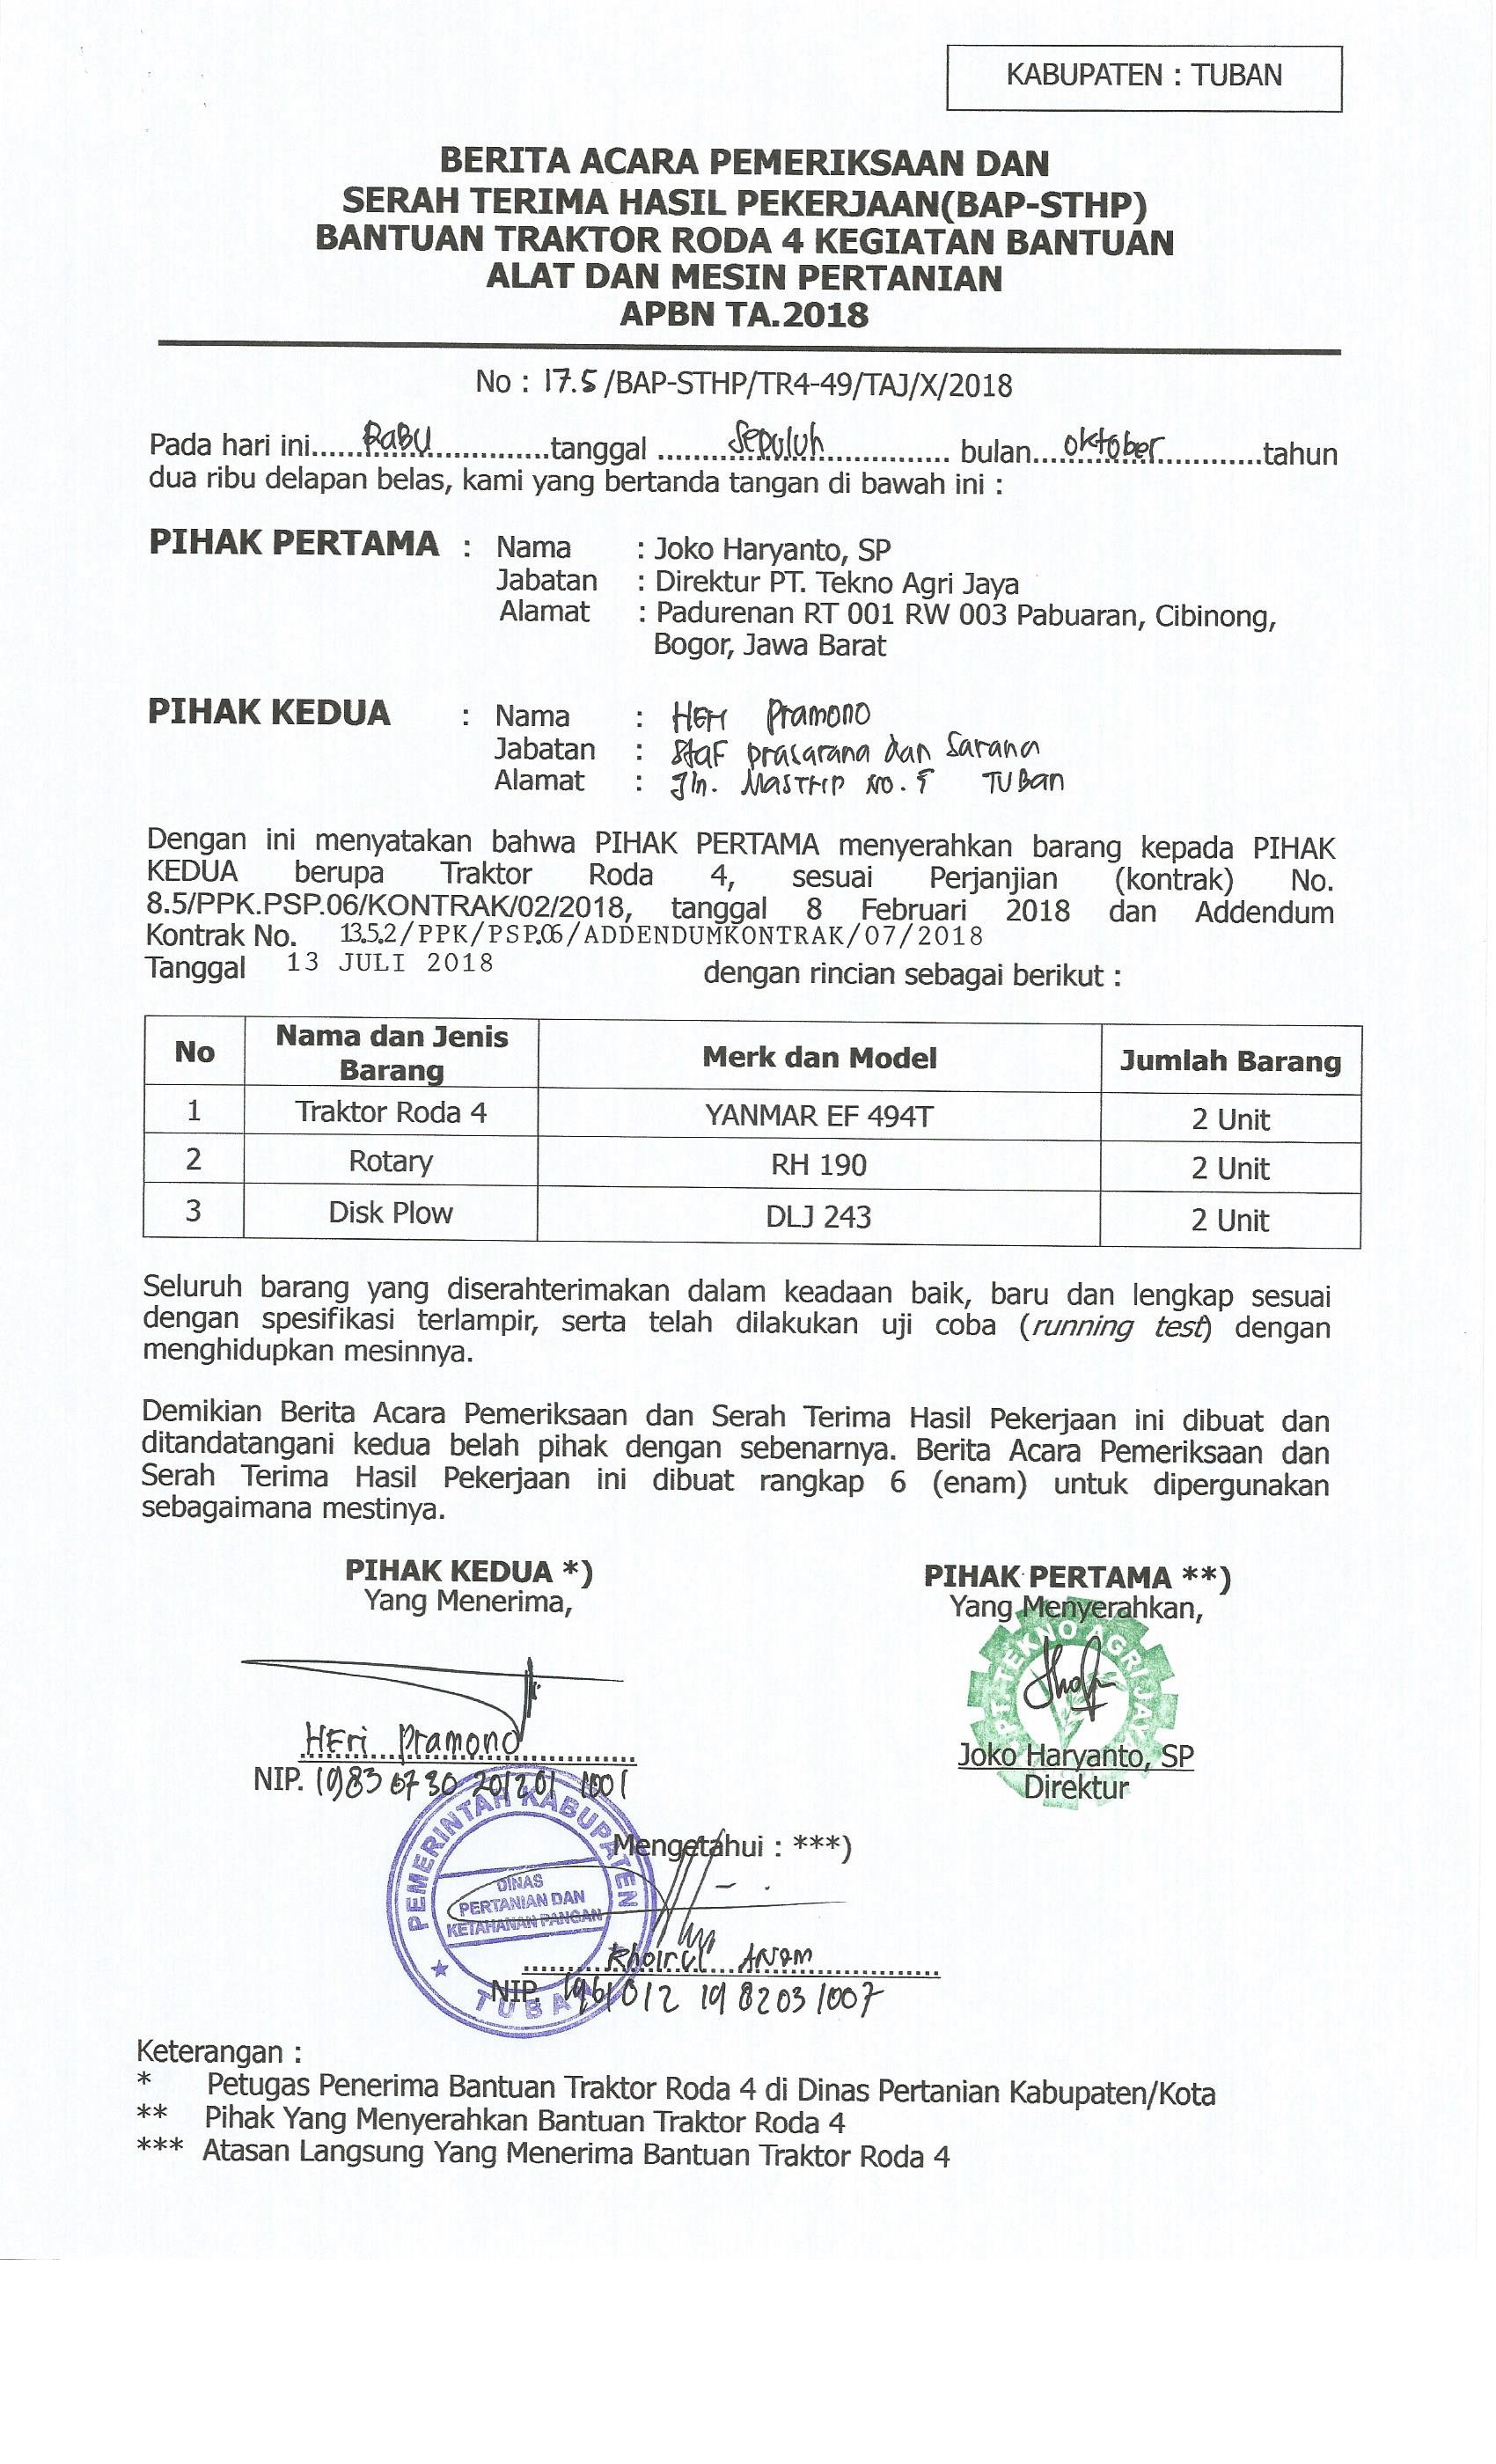 KABUPATEN : TUBAN
BERITA ACARA PEMERIKSAAN DAN
SERAH TERIMA HASIL PEKERJAAN(BAP-STHP)
BANTUAN TRAKTOR RODA 4 KEGIATAN BANTUAN
ALAT DAN MESIN PERTANIAN
APBN TA.2018
No : 17.5 /BAP-STHP/TR4-49/TAJ/X/2018
Pada hari ini....RABU....tanggal ....Sepuluh.... bulan....oktober....tahun
dua ribu delapan belas, kami yang bertanda tangan di bawah ini :
PIHAK PERTAMA : Nama : Joko Haryanto, SP
Jabatan : Direktur PT. Tekno Agri Jaya
Alamat : Padurenan RT 001 RW 003 Pabuaran, Cibinong,
Bogor, Jawa Barat
PIHAK KEDUA : Nama : HEri Pramono
Jabatan : Staf prasarana dan Sarana
Alamat : Jln. MASTRIP NO. 5 TUBan
Dengan ini menyatakan bahwa PIHAK PERTAMA menyerahkan barang kepada PIHAK
KEDUA berupa Traktor Roda 4, sesuai Perjanjian (kontrak) No.
8.5/PPK.PSP.06/KONTRAK/02/2018, tanggal 8 Februari 2018 dan Addendum
Kontrak No. 13.5.2/PPK/PSP.06/ADDENDUMKONTRAK/07/2018
Tanggal 13 JULI 2018 dengan rincian sebagai berikut :
No Nama dan Jenis Barang Merk dan Model Jumlah Barang
1 Traktor Roda 4 YANMAR EF 494T 2 Unit
2 Rotary RH 190 2 Unit
3 Disk Plow DLJ 243 2 Unit
Seluruh barang yang diserahterimakan dalam keadaan baik, baru dan lengkap sesuai
dengan spesifikasi terlampir, serta telah dilakukan uji coba (running test) dengan
menghidupkan mesinnya.
Demikian Berita Acara Pemeriksaan dan Serah Terima Hasil Pekerjaan ini dibuat dan
ditandatangani kedua belah pihak dengan sebenarnya. Berita Acara Pemeriksaan dan
Serah Terima Hasil Pekerjaan ini dibuat rangkap 6 (enam) untuk dipergunakan
sebagaimana mestinya.
PIHAK KEDUA *) PIHAK PERTAMA **)
Yang Menerima, Yang Menyerahkan,
PT. TEKNO AGRI JAYA
HEri Pramono Joko Haryanto, SP
NIP. 19830730 201201 1001 Direktur
PEMERINTAH KABUPATEN
DINAS
PERTANIAN DAN
KETAHANAN PANGAN
TUBAN
Mengetahui : ***)
Khoirul Anam
NIP. 1961012 198203 1007
Keterangan :
* Petugas Penerima Bantuan Traktor Roda 4 di Dinas Pertanian Kabupaten/Kota
** Pihak Yang Menyerahkan Bantuan Traktor Roda 4
*** Atasan Langsung Yang Menerima Bantuan Traktor Roda 4